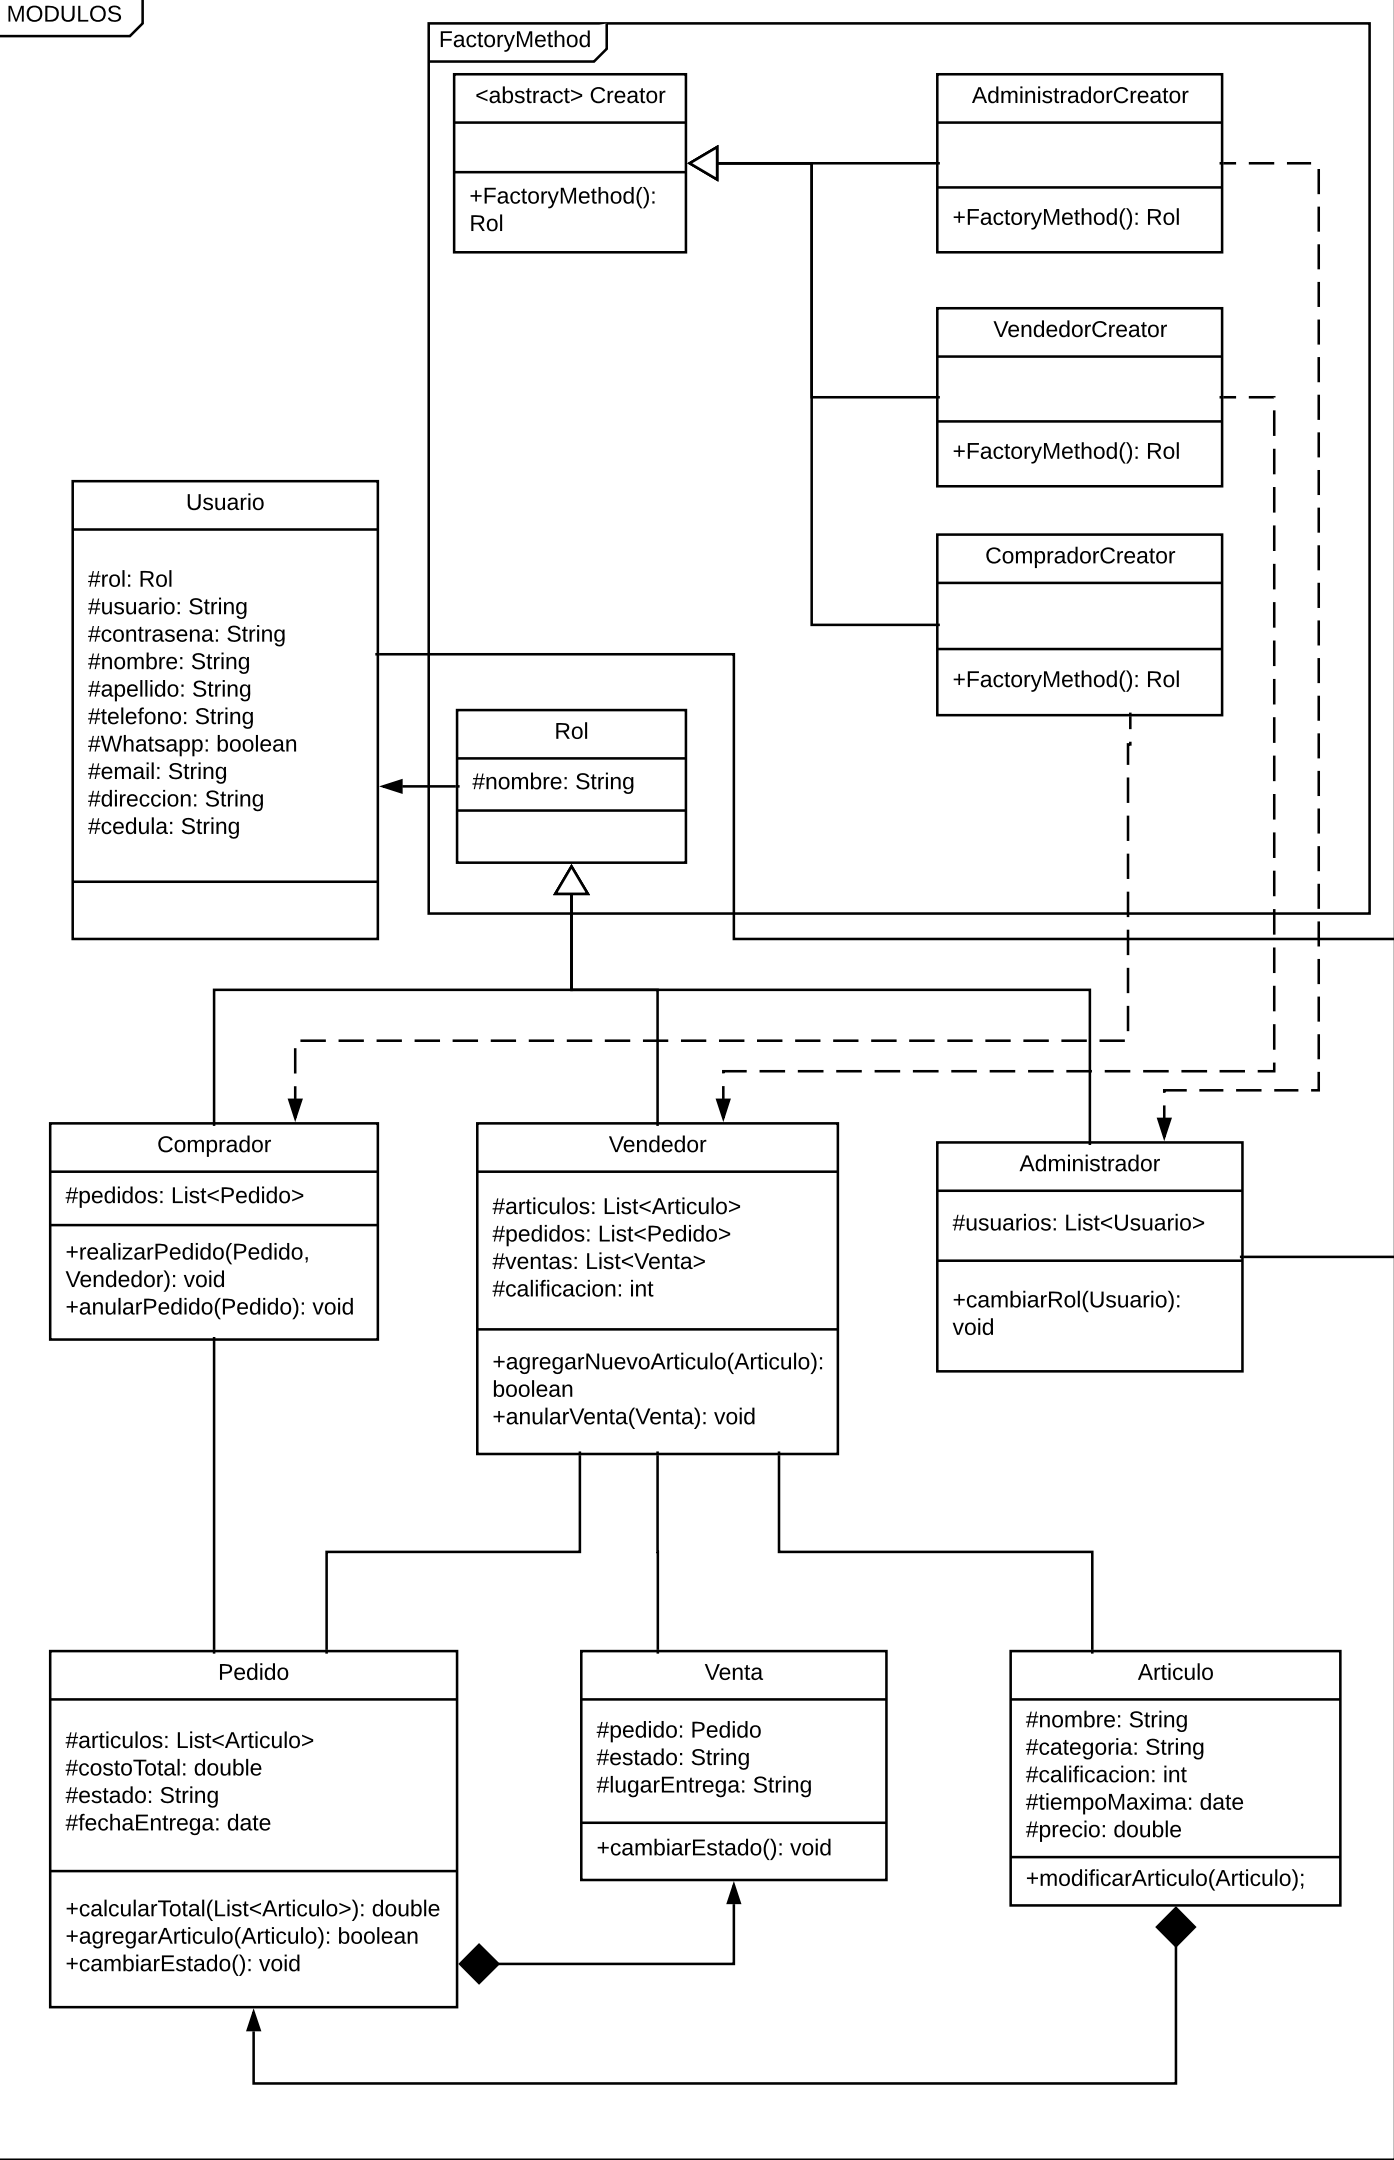 MODULOS
FactoryMethod
<abstract> Creator
+FactoryMethod():
Rol
AdministradorCreator
+FactoryMethod(): Rol
VendedorCreator
+FactoryMethod(): Rol
CompradorCreator
+FactoryMethod(): Rol
Usuario
#rol: Rol
#usuario: String
#contrasena: String
#nombre: String
#apellido: String
#telefono: String
#Whatsapp: boolean
#email: String
#direccion: String
#cedula: String
Rol
#nombre: String
Comprador
#pedidos: List<Pedido>
+realizarPedido(Pedido,
Vendedor): void
+anularPedido(Pedido): void
Vendedor
#articulos: List<Articulo>
#pedidos: List<Pedido>
#ventas: List<Venta>
#calificacion: int
+agregarNuevoArticulo(Articulo):
boolean
+anularVenta(Venta): void
Administrador
#usuarios: List<Usuario>
+cambiarRol(Usuario):
void
Pedido
#articulos: List<Articulo>
#costoTotal: double
#estado: String
#fechaEntrega: date
+calcularTotal(List<Articulo>): double
+agregarArticulo(Articulo): boolean
+cambiarEstado(): void
Venta
#pedido: Pedido
#estado: String
#lugarEntrega: String
+cambiarEstado(): void
Articulo
#nombre: String
#categoria: String
#calificacion: int
#tiempoMaxima: date
#precio: double
+modificarArticulo(Articulo);